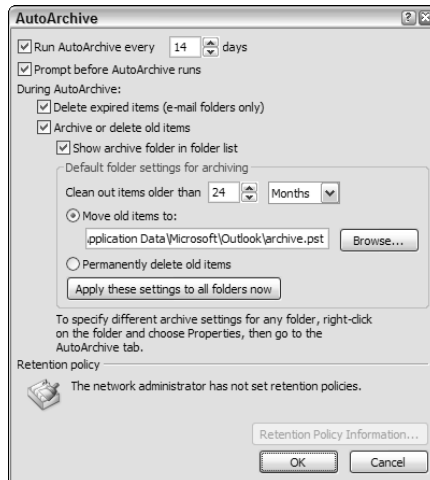 AutoArchive
Run AutoArchive every 14 days
Prompt before AutoArchive runs
During AutoArchive:
Delete expired items (e-mail folders only)
Archive or delete old items
Show archive folder in folder list
Default folder settings for archiving
Clean out items older than 24 Months
Move old items to:
pplication Data\Microsoft\Outlook\archive.pst Browse...
Permanently delete old items
Apply these settings to all folders now
To specify different archive settings for any folder, right-click
on the folder and choose Properties, then go to the
AutoArchive tab.
Retention policy
The network administrator has not set retention policies.
Retention Policy Information...
OK Cancel